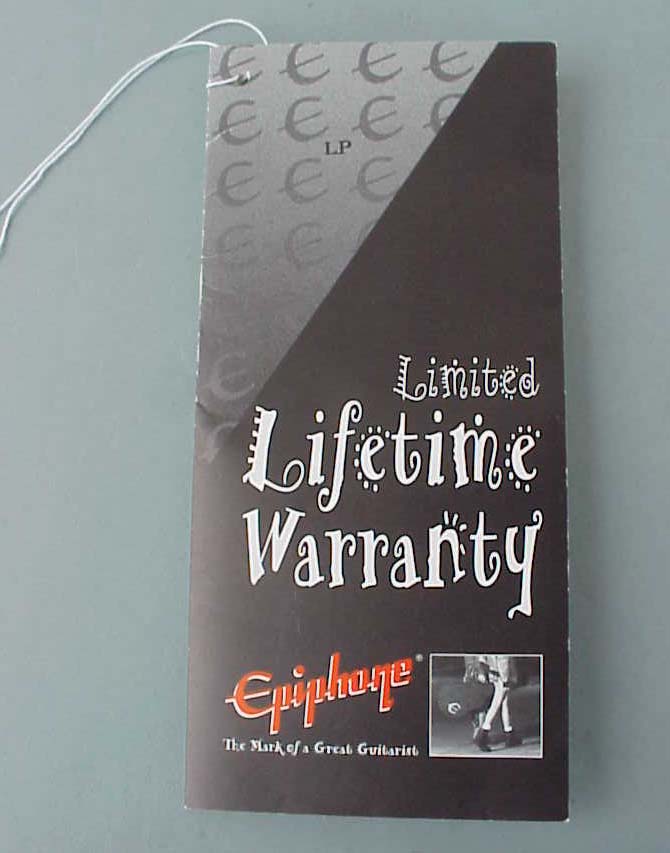 LP
Limited
Lifetime
Warranty
Epiphone®
The Mark of a Great Guitarist